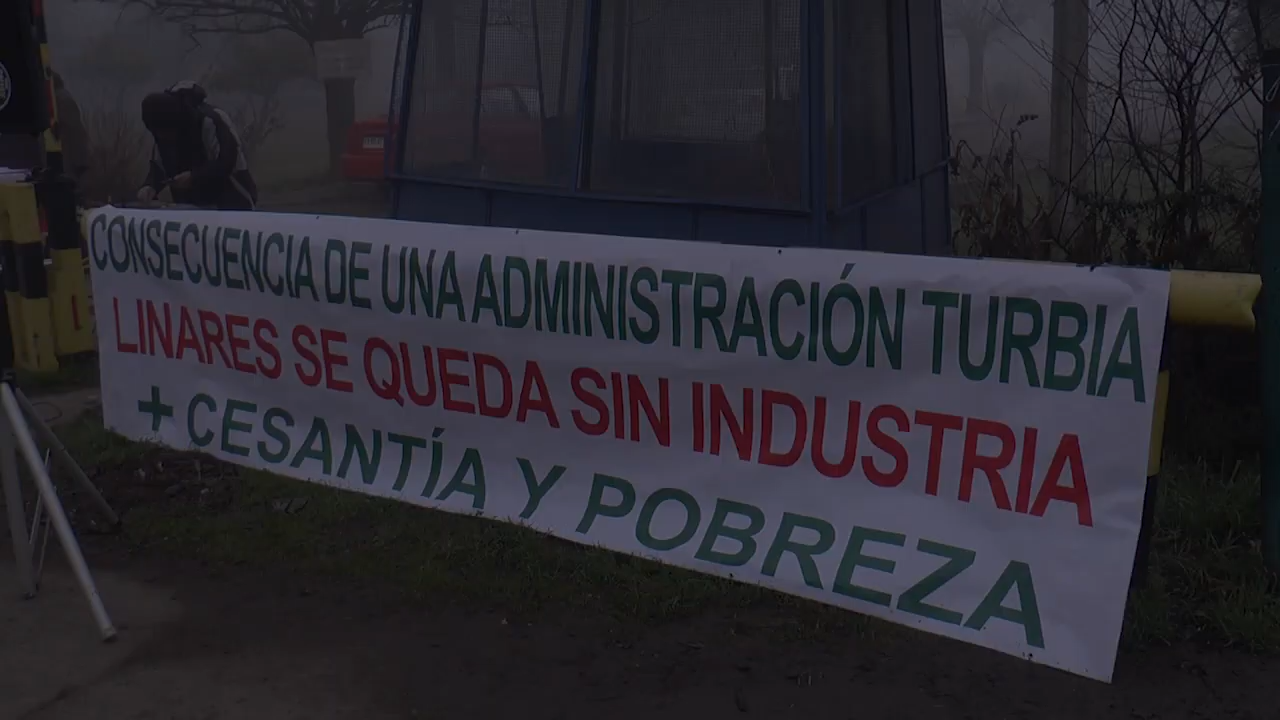 CONSECUENCIA DE UNA ADMINISTRACIÓN TURBIA
LINARES SE QUEDA SIN INDUSTRIA
+ CESANTÍA Y POBREZA